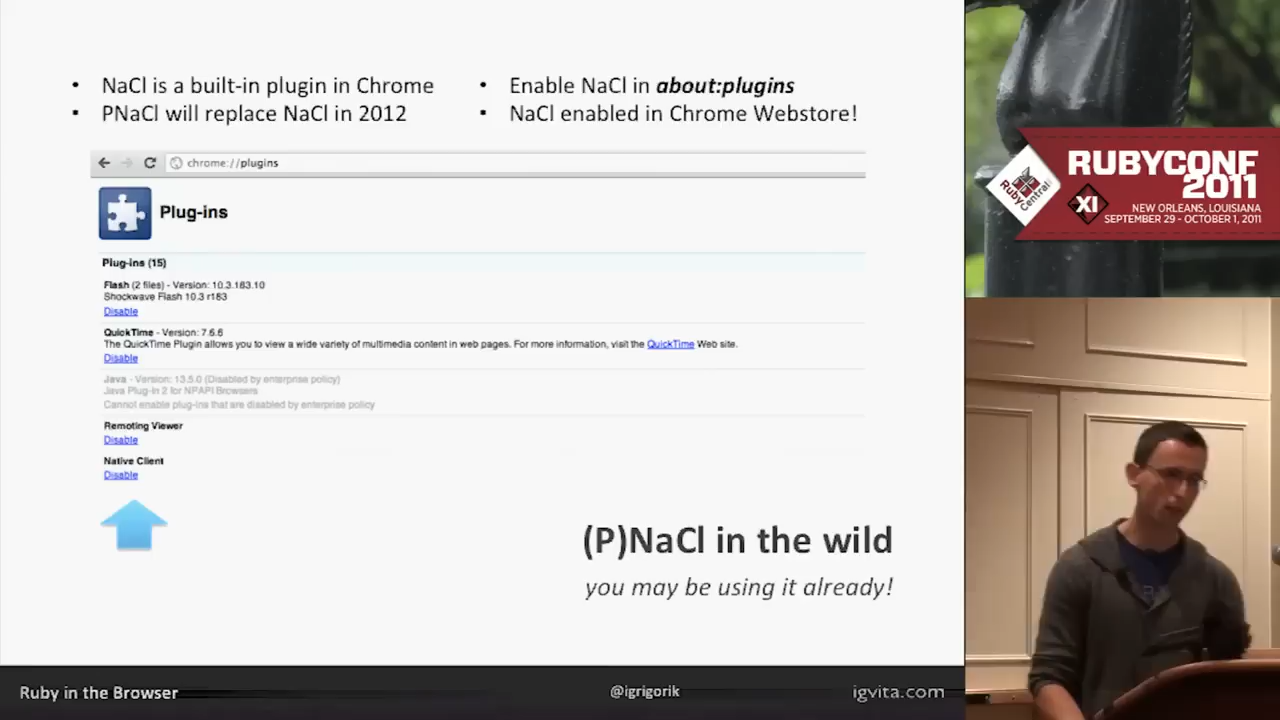 • NaCl is a built-in plugin in Chrome
• PNaCl will replace NaCl in 2012
• Enable NaCl in about:plugins
• NaCl enabled in Chrome Webstore!
chrome://plugins
Plug-ins
Plug-ins (15)
Flash (2 files) - Version: 10.3.183.10
Shockwave Flash 10.3 r183
Disable
QuickTime - Version: 7.6.6
The QuickTime Plugin allows you to view a wide variety of multimedia content in web pages. For more information, visit the QuickTime Web site.
Disable
Java - Version: 13.5.0 (Disabled by enterprise policy)
Java Plug-in 2 for NPAPI Browsers
Cannot enable plug-ins that are disabled by enterprise policy
Remoting Viewer
Disable
Native Client
Disable
(P)NaCl in the wild
you may be using it already!
Ruby in the Browser
@igrigorik
igvita.com
RubyCentral
XI
RUBYCONF
2011
NEW ORLEANS, LOUISIANA
SEPTEMBER 29 - OCTOBER 1, 2011